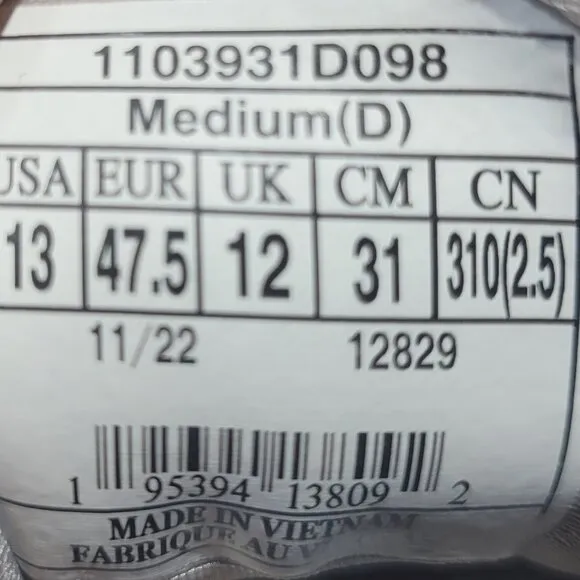 1103931D098
Medium(D)
USA EUR UK CM CN
13 47.5 12 31 310(2.5)
11/22 12829
1 95394 13809 2
MADE IN VIETNAM
FABRIQUE AU